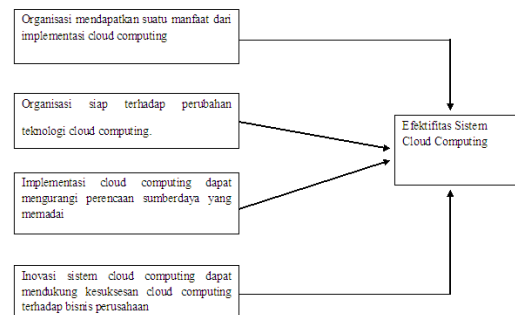 Organisasi mendapatkan suatu manfaat dari
implementasi cloud computing
Organisasi siap terhadap perubahan
teknologi cloud computing.
Efektifitas Sistem
Cloud Computing
Implementasi cloud computing dapat
mengurangi perencaan sumberdaya yang
memadai
Inovasi sistem cloud computing dapat
mendukung kesuksesan cloud computing
terhadap bisnis perusahaan